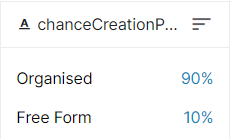 A chanceCreationP...
Organised 90%
Free Form 10%